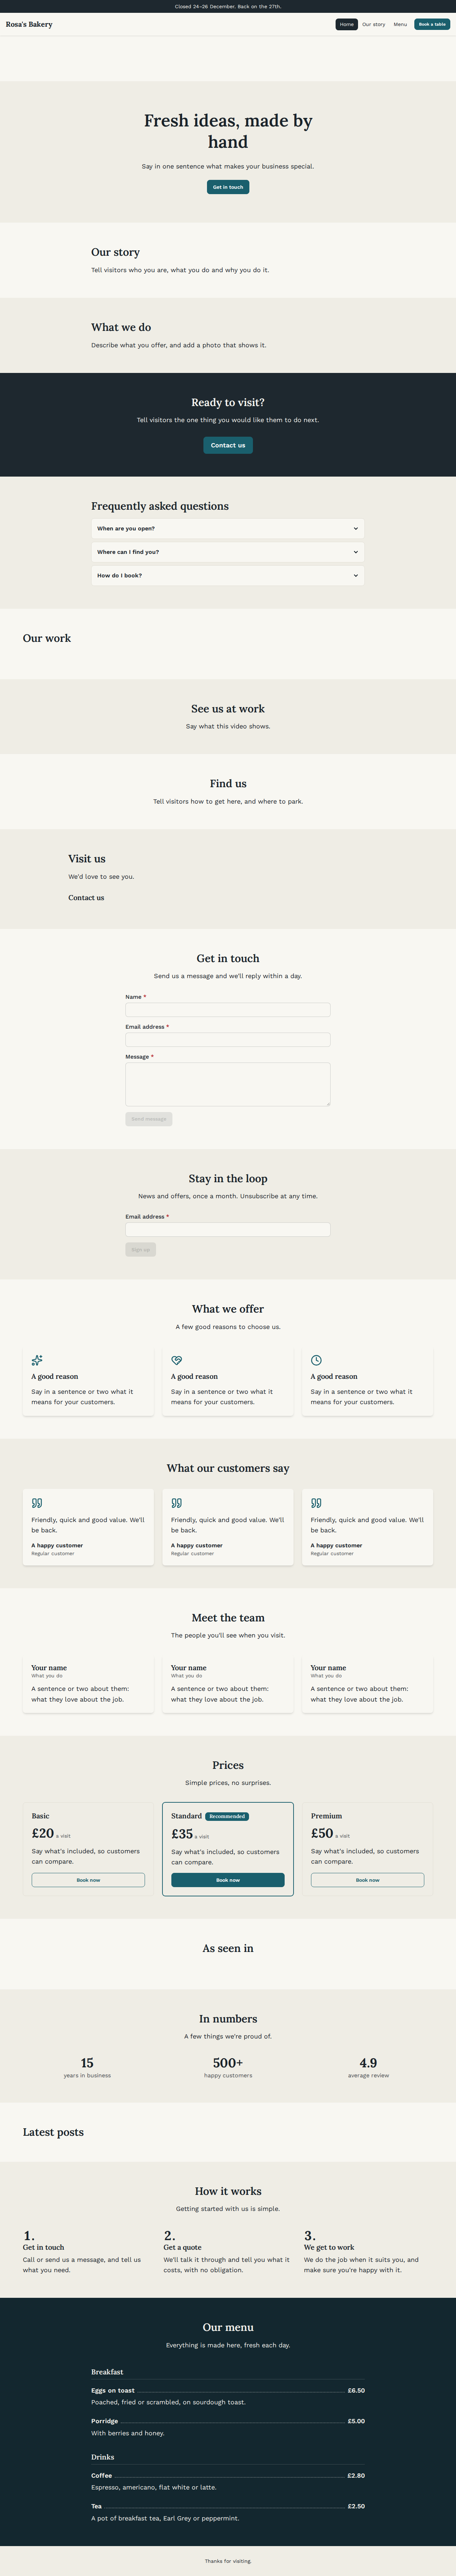 Closed 24–26 December. Back on the 27th.
Rosa's Bakery
Home
Our story
Menu
Book a table
Fresh ideas, made by
hand
Say in one sentence what makes your business special.
Get in touch
Our story
Tell visitors who you are, what you do and why you do it.
What we do
Describe what you offer, and add a photo that shows it.
Ready to visit?
Tell visitors the one thing you would like them to do next.
Contact us
Frequently asked questions
When are you open?
Where can I find you?
How do I book?
Our work
See us at work
Say what this video shows.
Find us
Tell visitors how to get here, and where to park.
Visit us
We'd love to see you.
Contact us
Get in touch
Send us a message and we'll reply within a day.
Name *
Email address *
Message *
Send message
Stay in the loop
News and offers, once a month. Unsubscribe at any time.
Email address *
Sign up
What we offer
A few good reasons to choose us.
A good reason
Say in a sentence or two what it
means for your customers.
A good reason
Say in a sentence or two what it
means for your customers.
A good reason
Say in a sentence or two what it
means for your customers.
What our customers say
Friendly, quick and good value. We'll
be back.
A happy customer
Regular customer
Friendly, quick and good value. We'll
be back.
A happy customer
Regular customer
Friendly, quick and good value. We'll
be back.
A happy customer
Regular customer
Meet the team
The people you'll see when you visit.
Your name
What you do
A sentence or two about them:
what they love about the job.
Your name
What you do
A sentence or two about them:
what they love about the job.
Your name
What you do
A sentence or two about them:
what they love about the job.
Prices
Simple prices, no surprises.
Basic
£20 a visit
Say what's included, so customers
can compare.
Book now
Standard Recommended
£35 a visit
Say what's included, so customers
can compare.
Book now
Premium
£50 a visit
Say what's included, so customers
can compare.
Book now
As seen in
In numbers
A few things we're proud of.
15
years in business
500+
happy customers
4.9
average review
Latest posts
How it works
Getting started with us is simple.
1.
Get in touch
Call or send us a message, and tell us
what you need.
2.
Get a quote
We'll talk it through and tell you what it
costs, with no obligation.
3.
We get to work
We do the job when it suits you, and
make sure you're happy with it.
Our menu
Everything is made here, fresh each day.
Breakfast
Eggs on toast £6.50
Poached, fried or scrambled, on sourdough toast.
Porridge £5.00
With berries and honey.
Drinks
Coffee £2.80
Espresso, americano, flat white or latte.
Tea £2.50
A pot of breakfast tea, Earl Grey or peppermint.
Thanks for visiting.